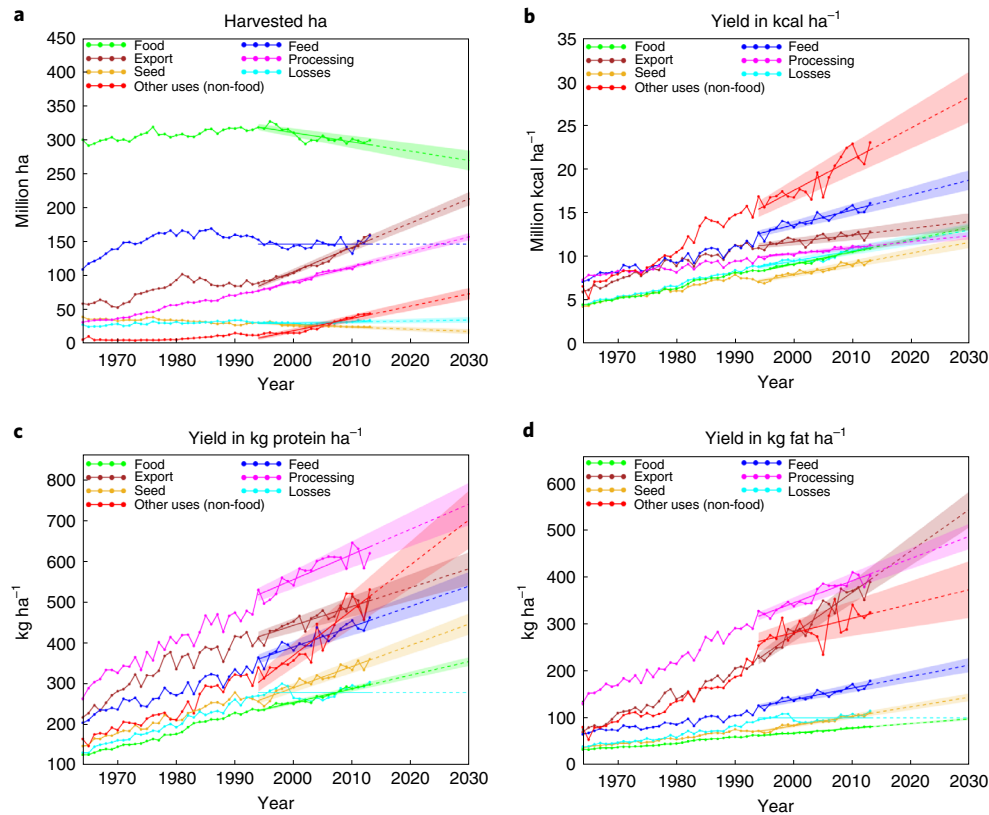 a
Harvested ha
450
400
350
300
250
200
150
100
50
0
Million ha
Food
Export
Seed
Other uses (non-food)
Feed
Processing
Losses
1970 1980 1990 2000 2010 2020 2030
Year
b
Yield in kcal ha⁻¹
35
30
25
20
15
10
5
0
Million kcal ha⁻¹
Food
Export
Seed
Other uses (non-food)
Feed
Processing
Losses
1970 1980 1990 2000 2010 2020 2030
Year
c
Yield in kg protein ha⁻¹
800
700
600
500
400
300
200
100
kg ha⁻¹
Food
Export
Seed
Other uses (non-food)
Feed
Processing
Losses
1970 1980 1990 2000 2010 2020 2030
Year
d
Yield in kg fat ha⁻¹
600
500
400
300
200
100
0
kg ha⁻¹
Food
Export
Seed
Other uses (non-food)
Feed
Processing
Losses
1970 1980 1990 2000 2010 2020 2030
Year